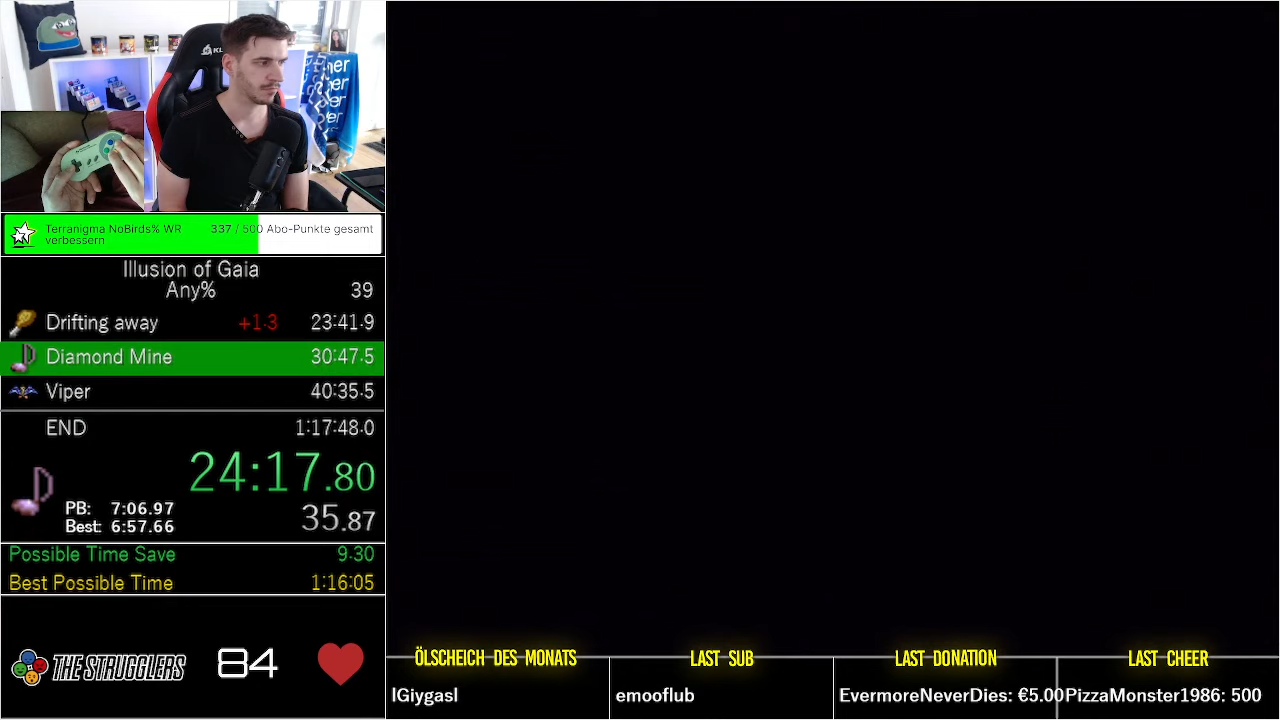 Terranigma NoBirds% WR
verbessern
337 / 500 Abo-Punkte gesamt
Illusion of Gaia
Any% 39
Drifting away +1.3 23:41.9
Diamond Mine 30:47.5
Viper 40:35.5
END 1:17:48.0
24:17.80
PB: 7:06.97
Best: 6:57.66
35.87
Possible Time Save 9.30
Best Possible Time 1:16:05
THE STRUGGLERS 84
ÖLSCHEICH DES MONATS
lGiygasl
LAST SUB
emooflub
LAST DONATION
EvermoreNeverDies: €5.00
LAST CHEER
PizzaMonster1986: 500